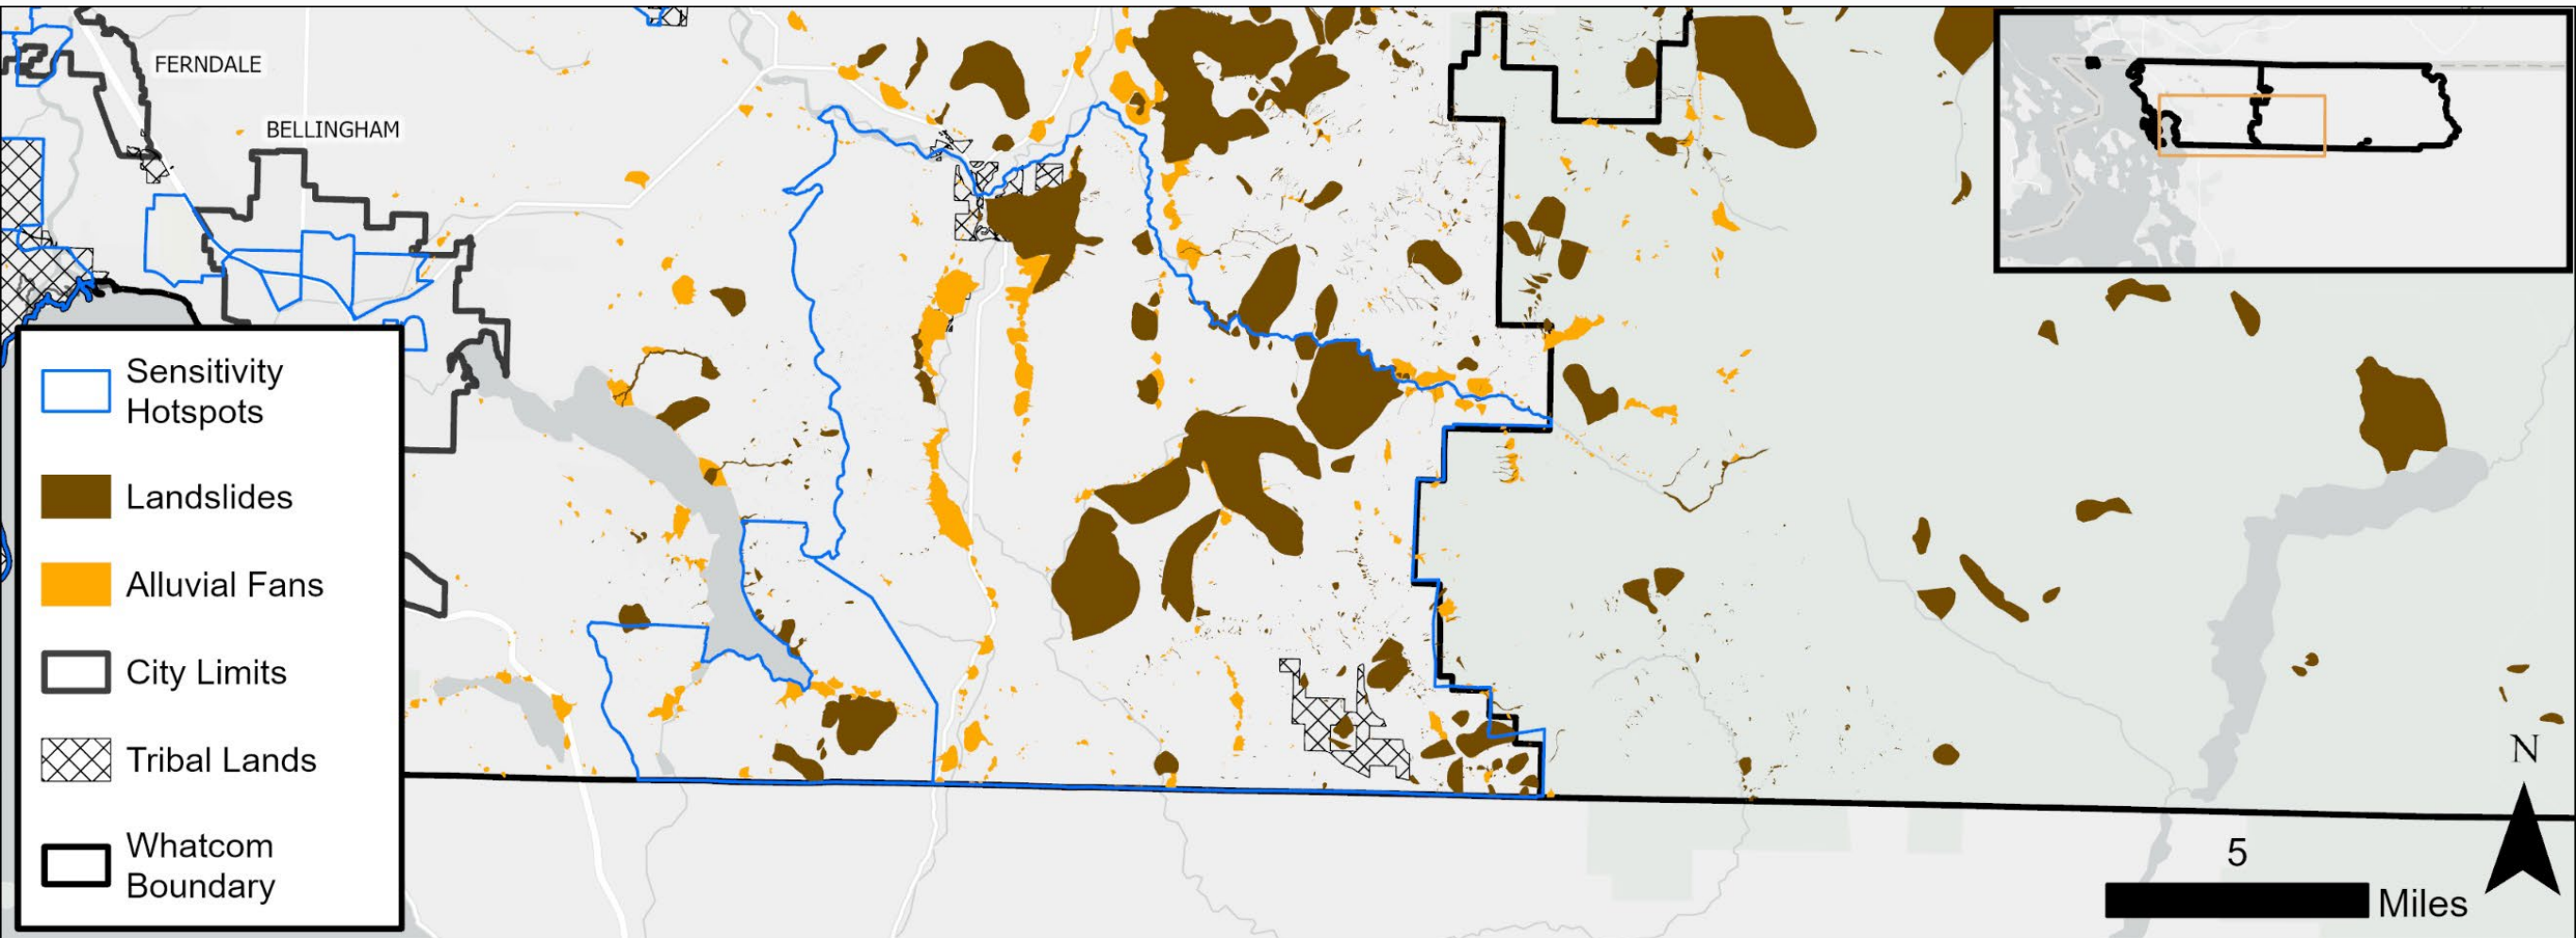 FERNDALE
BELLINGHAM
Sensitivity
Hotspots
Landslides
Alluvial Fans
City Limits
Tribal Lands
Whatcom
Boundary
N
5
Miles